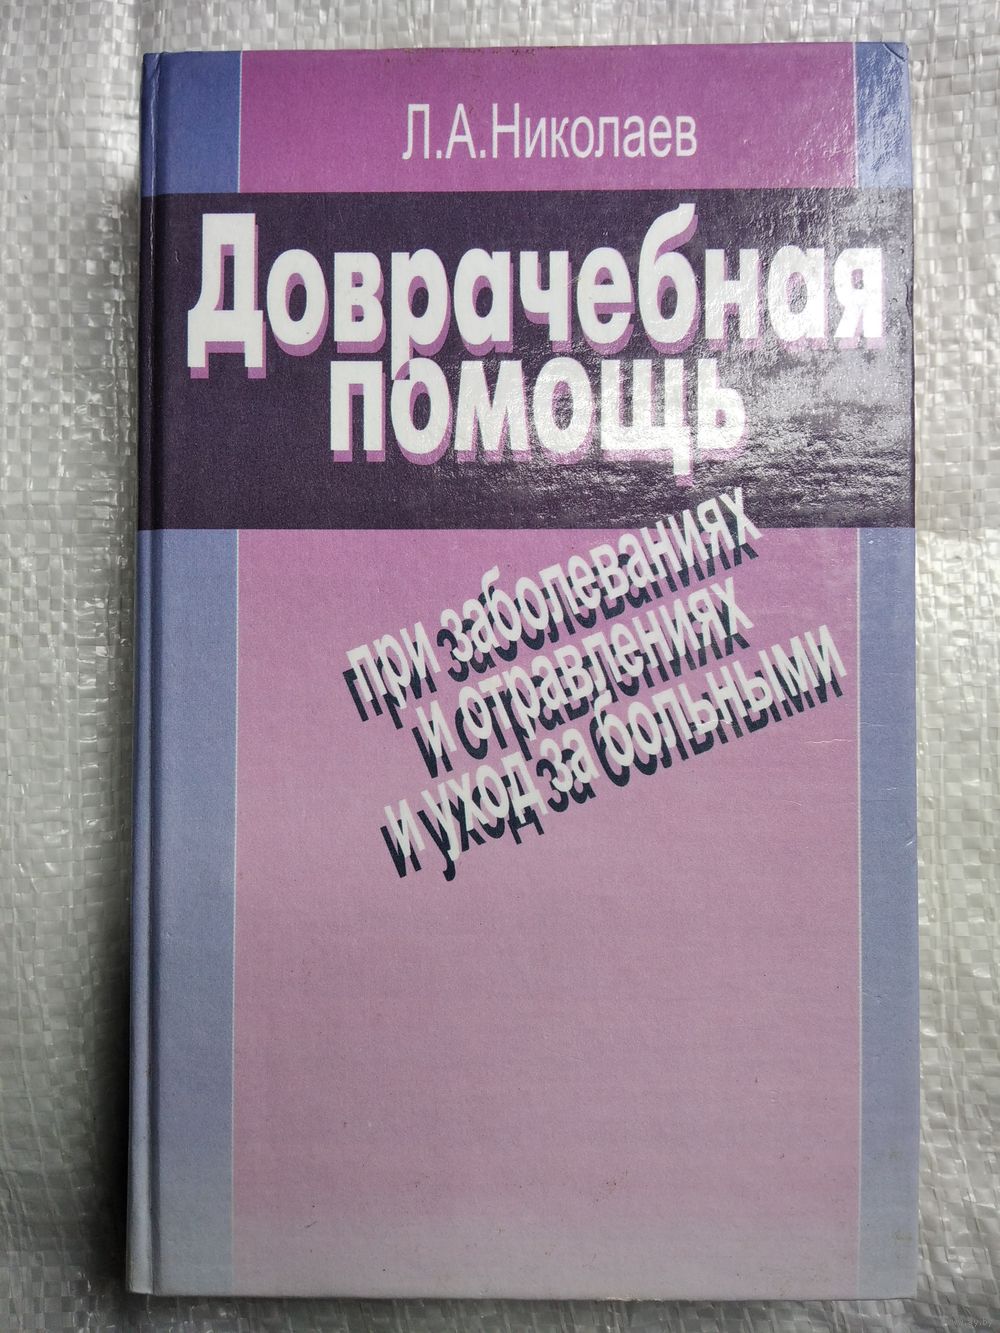 Л.А.Николаев
Доврачебная
помощь
при заболеваниях
и отравлениях
и уход за больными